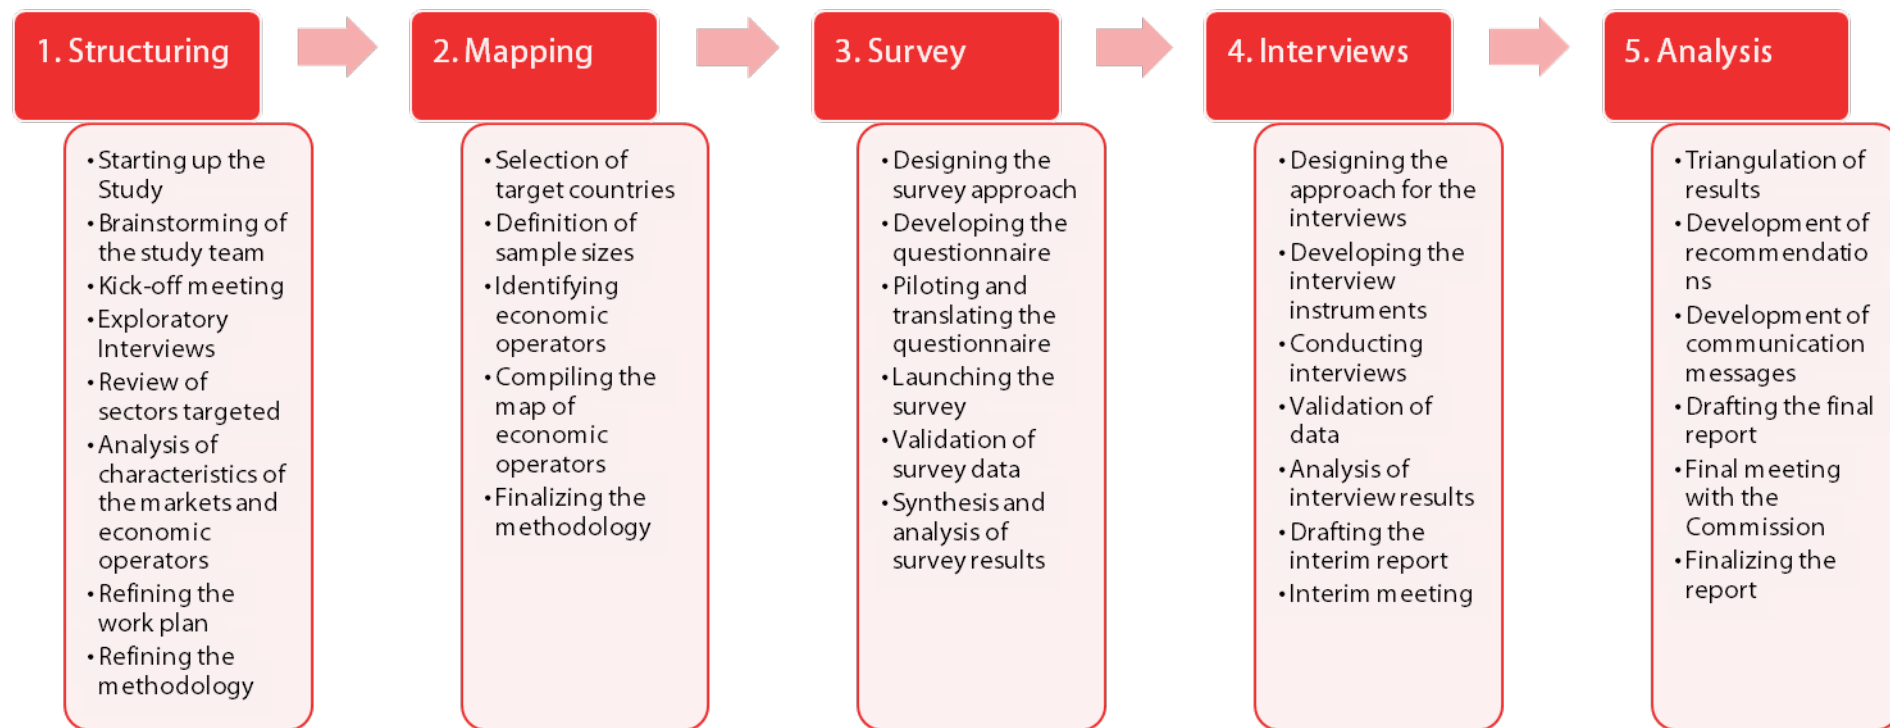 1. Structuring
• Starting up the
Study
• Brainstorming of
the study team
• Kick-off meeting
• Exploratory
Interviews
• Review of
sectors targeted
• Analysis of
characteristics of
the markets and
economic
operators
• Refining the
work plan
• Refining the
methodology
2. Mapping
• Selection of
target countries
• Definition of
sample sizes
• Identifying
economic
operators
• Compiling the
map of
economic
operators
• Finalizing the
methodology
3. Survey
• Designing the
survey approach
• Developing the
questionnaire
• Piloting and
translating the
questionnaire
• Launching the
survey
• Validation of
survey data
• Synthesis and
analysis of
survey results
4. Interviews
• Designing the
approach for the
interviews
• Developing the
interview
instruments
• Conducting
interviews
• Validation of
data
• Analysis of
interview results
• Drafting the
interim report
• Interim meeting
5. Analysis
• Triangulation of
results
• Development of
recommendatio
ns
• Development of
communication
messages
• Drafting the final
report
• Final meeting
with the
Commission
• Finalizing the
report